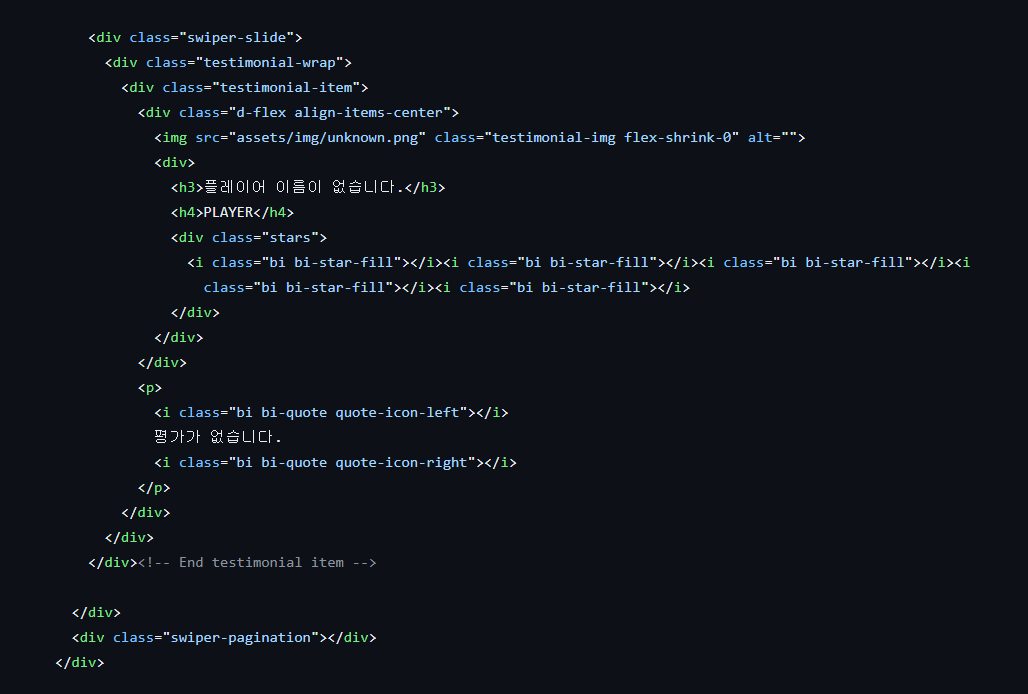 <div class="swiper-slide">
<div class="testimonial-wrap">
<div class="testimonial-item">
<div class="d-flex align-items-center">
<img src="assets/img/unknown.png" class="testimonial-img flex-shrink-0" alt="">
<div>
<h3>플레이어 이름이 없습니다.</h3>
<h4>PLAYER</h4>
<div class="stars">
<i class="bi bi-star-fill"></i><i class="bi bi-star-fill"></i><i class="bi bi-star-fill"></i><i
class="bi bi-star-fill"></i><i class="bi bi-star-fill"></i>
</div>
</div>
</div>
<p>
<i class="bi bi-quote quote-icon-left"></i>
평가가 없습니다.
<i class="bi bi-quote quote-icon-right"></i>
</p>
</div>
</div>
</div><!-- End testimonial item -->
</div>
<div class="swiper-pagination"></div>
</div>